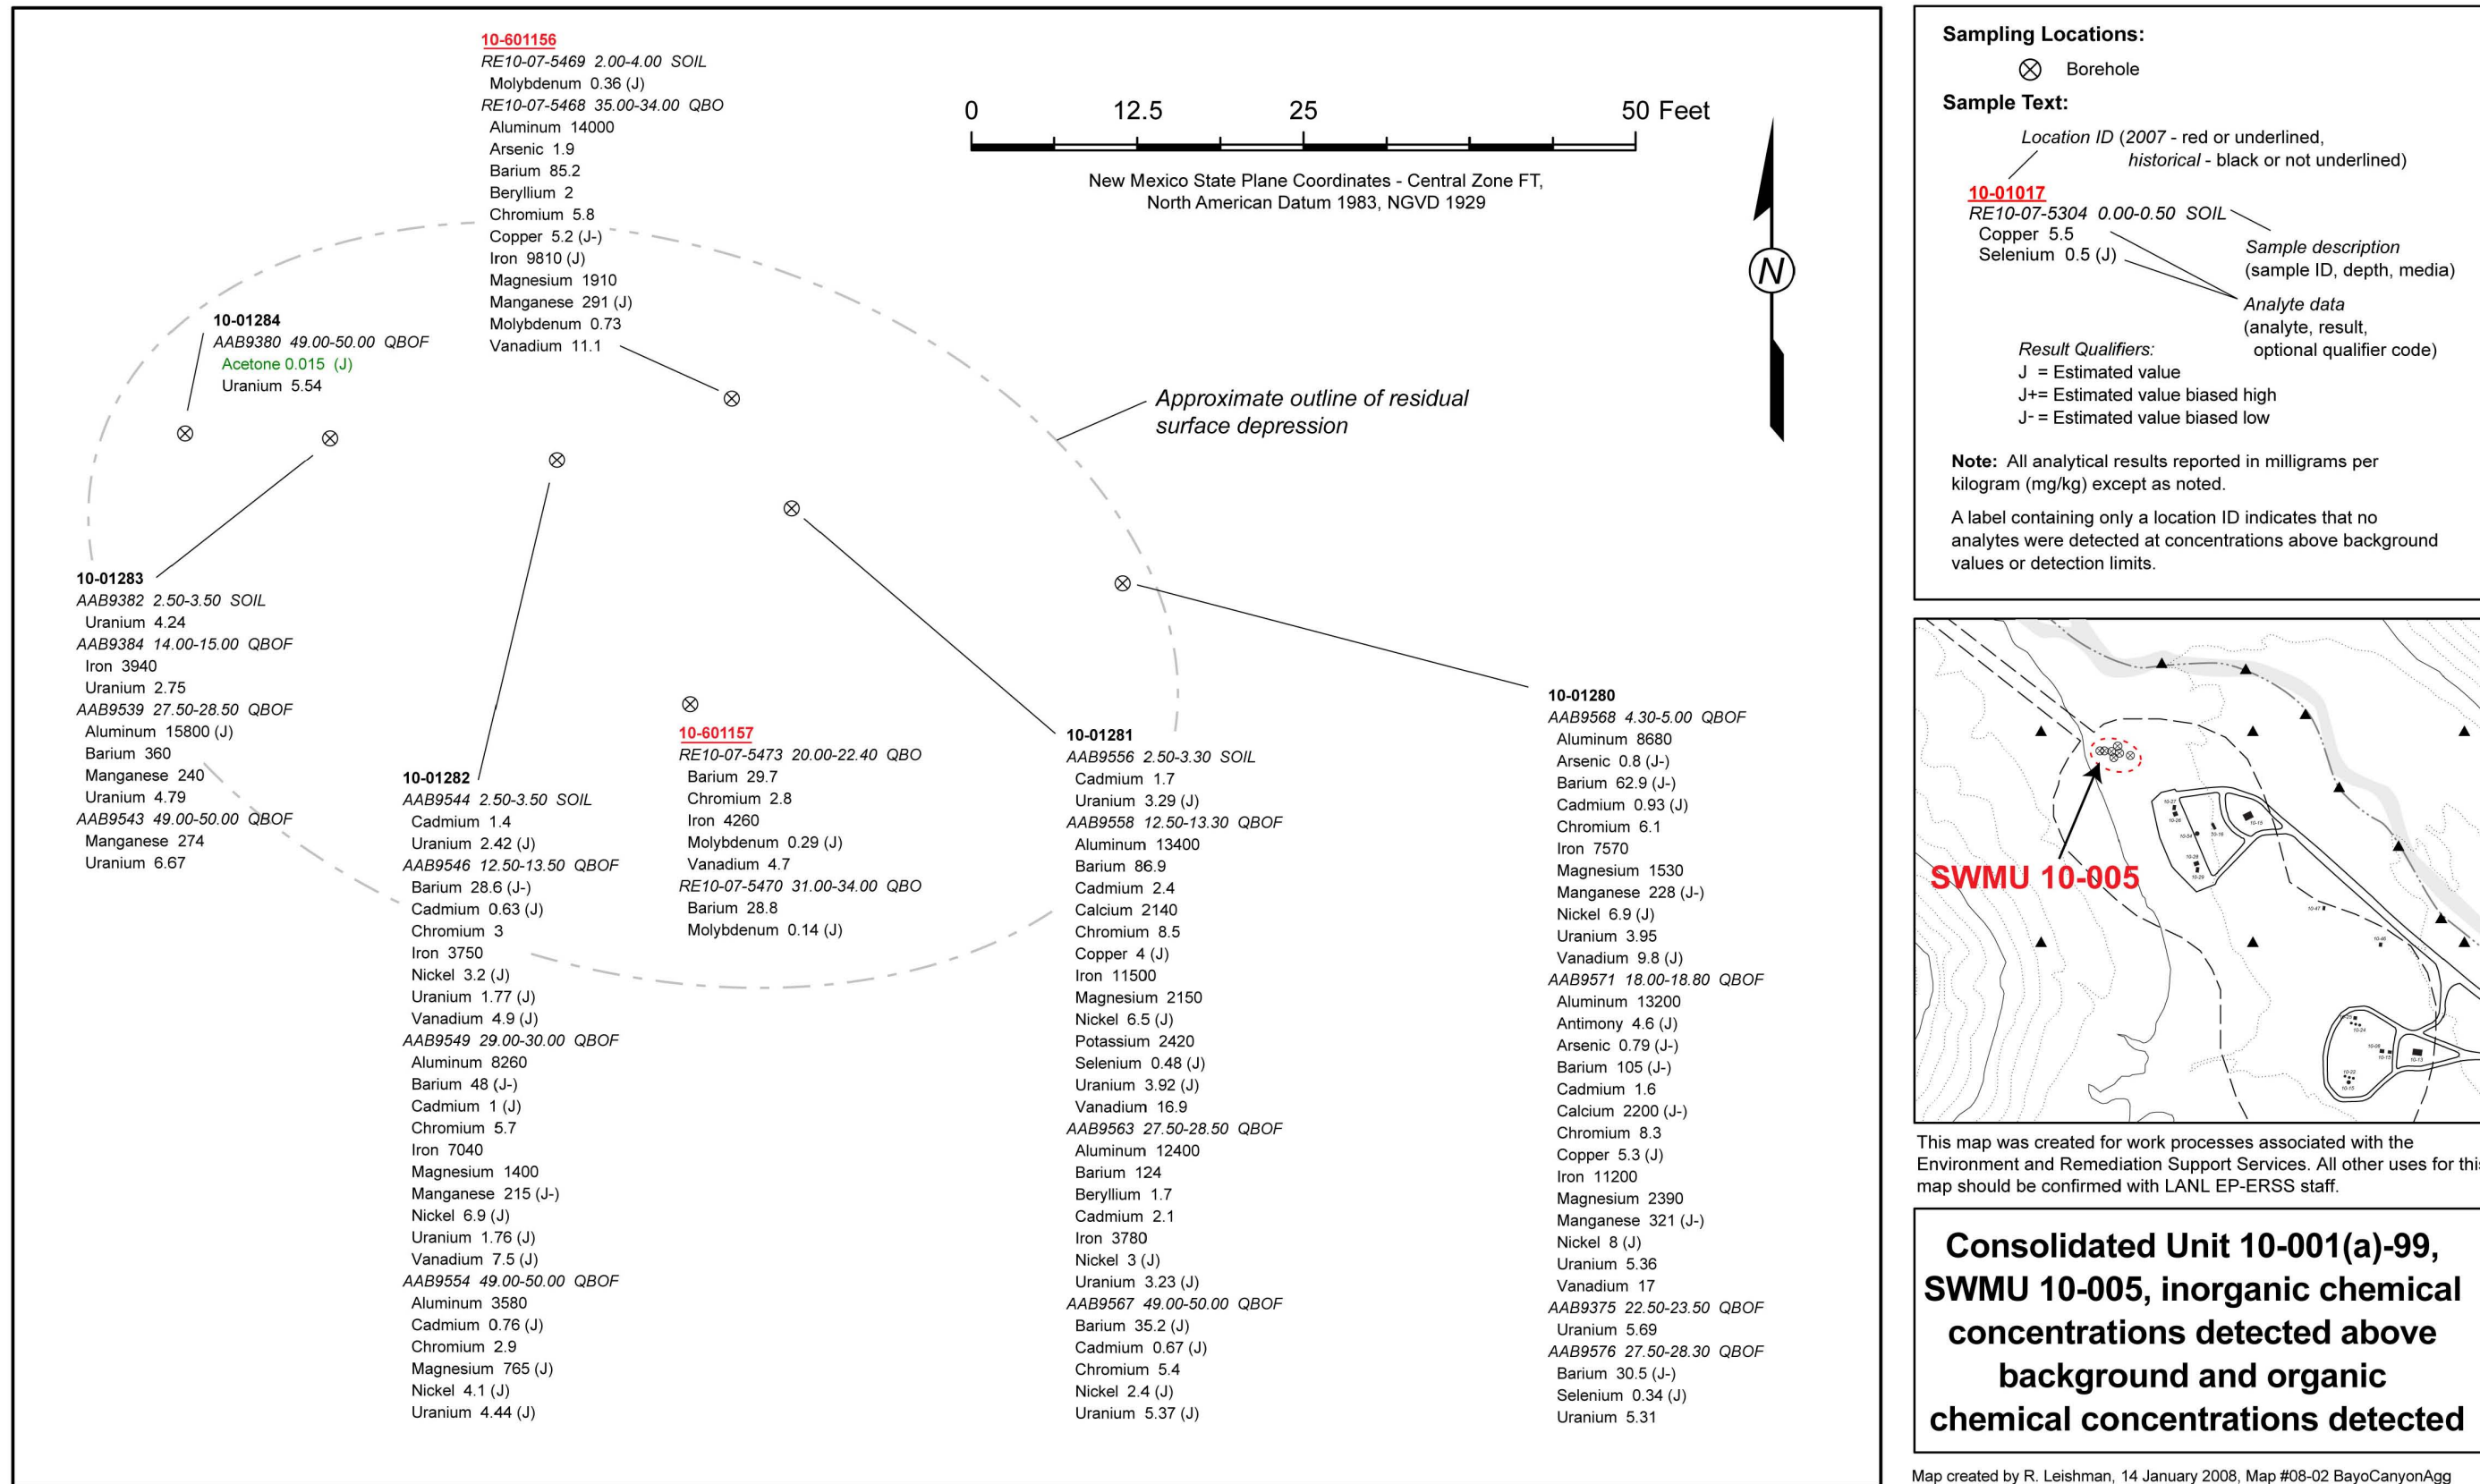 10-601156
RE10-07-5469 2.00-4.00 SOIL
Molybdenum 0.36 (J)
RE10-07-5468 35.00-34.00 QBO
Aluminum 14000
Arsenic 1.9
Barium 85.2
Beryllium 2
Chromium 5.8
Copper 5.2 (J-)
Iron 9810 (J)
Magnesium 1910
Manganese 291 (J)
Molybdenum 0.73
Vanadium 11.1
0 12.5 25 50 Feet
New Mexico State Plane Coordinates - Central Zone FT,
North American Datum 1983, NGVD 1929
N
10-01284
AAB9380 49.00-50.00 QBOF
Acetone 0.015 (J)
Uranium 5.54
Approximate outline of residual
surface depression
10-01283
AAB9382 2.50-3.50 SOIL
Uranium 4.24
AAB9384 14.00-15.00 QBOF
Iron 3940
Uranium 2.75
AAB9539 27.50-28.50 QBOF
Aluminum 15800 (J)
Barium 360
Manganese 240
Uranium 4.79
AAB9543 49.00-50.00 QBOF
Manganese 274
Uranium 6.67
10-01282
AAB9544 2.50-3.50 SOIL
Cadmium 1.4
Uranium 2.42 (J)
AAB9546 12.50-13.50 QBOF
Barium 28.6 (J-)
Cadmium 0.63 (J)
Chromium 3
Iron 3750
Nickel 3.2 (J)
Uranium 1.77 (J)
Vanadium 4.9 (J)
AAB9549 29.00-30.00 QBOF
Aluminum 8260
Barium 48 (J-)
Cadmium 1 (J)
Chromium 5.7
Iron 7040
Magnesium 1400
Manganese 215 (J-)
Nickel 6.9 (J)
Uranium 1.76 (J)
Vanadium 7.5 (J)
AAB9554 49.00-50.00 QBOF
Aluminum 3580
Cadmium 0.76 (J)
Chromium 2.9
Magnesium 765 (J)
Nickel 4.1 (J)
Uranium 4.44 (J)
10-601157
RE10-07-5473 20.00-22.40 QBO
Barium 29.7
Chromium 2.8
Iron 4260
Molybdenum 0.29 (J)
Vanadium 4.7
RE10-07-5470 31.00-34.00 QBO
Barium 28.8
Molybdenum 0.14 (J)
10-01281
AAB9556 2.50-3.30 SOIL
Cadmium 1.7
Uranium 3.29 (J)
AAB9558 12.50-13.30 QBOF
Aluminum 13400
Barium 86.9
Cadmium 2.4
Calcium 2140
Chromium 8.5
Copper 4 (J)
Iron 11500
Magnesium 2150
Nickel 6.5 (J)
Potassium 2420
Selenium 0.48 (J)
Uranium 3.92 (J)
Vanadium 16.9
AAB9563 27.50-28.50 QBOF
Aluminum 12400
Barium 124
Beryllium 1.7
Cadmium 2.1
Iron 3780
Nickel 3 (J)
Uranium 3.23 (J)
AAB9567 49.00-50.00 QBOF
Barium 35.2 (J)
Cadmium 0.67 (J)
Chromium 5.4
Nickel 2.4 (J)
Uranium 5.37 (J)
10-01280
AAB9568 4.30-5.00 QBOF
Aluminum 8680
Arsenic 0.8 (J-)
Barium 62.9 (J-)
Cadmium 0.93 (J)
Chromium 6.1
Iron 7570
Magnesium 1530
Manganese 228 (J-)
Nickel 6.9 (J)
Uranium 3.95
Vanadium 9.8 (J)
AAB9571 18.00-18.80 QBOF
Aluminum 13200
Antimony 4.6 (J)
Arsenic 0.79 (J-)
Barium 105 (J-)
Cadmium 1.6
Calcium 2200 (J-)
Chromium 8.3
Copper 5.3 (J)
Iron 11200
Magnesium 2390
Manganese 321 (J-)
Nickel 8 (J)
Uranium 5.36
Vanadium 17
AAB9375 22.50-23.50 QBOF
Uranium 5.69
AAB9576 27.50-28.30 QBOF
Barium 30.5 (J-)
Selenium 0.34 (J)
Uranium 5.31
Sampling Locations:
Borehole
Sample Text:
Location ID (2007 - red or underlined,
historical - black or not underlined)
10-01017
RE10-07-5304 0.00-0.50 SOIL
Copper 5.5
Selenium 0.5 (J)
Sample description
(sample ID, depth, media)
Analyte data
(analyte, result,
optional qualifier code)
Result Qualifiers:
J = Estimated value
J+= Estimated value biased high
J- = Estimated value biased low
Note: All analytical results reported in milligrams per
kilogram (mg/kg) except as noted.
A label containing only a location ID indicates that no
analytes were detected at concentrations above background
values or detection limits.
SWMU 10-005
This map was created for work processes associated with the
Environment and Remediation Support Services. All other uses for this
map should be confirmed with LANL EP-ERSS staff.
Consolidated Unit 10-001(a)-99,
SWMU 10-005, inorganic chemical
concentrations detected above
background and organic
chemical concentrations detected
Map created by R. Leishman, 14 January 2008, Map #08-02 BayoCanyonAgg